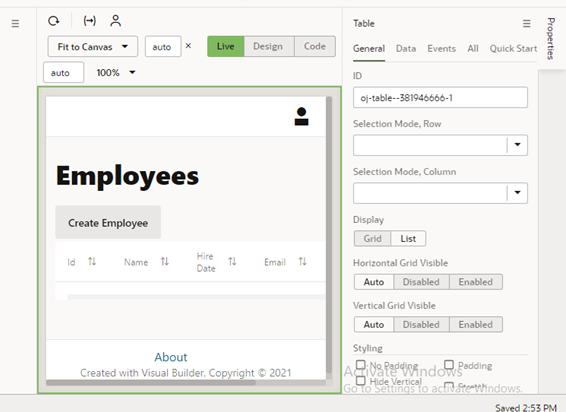 Fit to Canvas
auto
×
Live
Design
Code
auto
100%
Employees
Create Employee
Id
Name
Hire
Date
Email
About
Created with Visual Builder, Copyright © 2021
Table
General
Data
Events
All
Quick Start
Properties
ID
oj-table--381946666-1
Selection Mode, Row
Selection Mode, Column
Display
Grid
List
Horizontal Grid Visible
Auto
Disabled
Enabled
Vertical Grid Visible
Auto
Disabled
Enabled
Styling
No Padding
Padding
Hide Vertical
Stretch
Activate Windows
Go to Settings to activate Windows.
Saved 2:53 PM